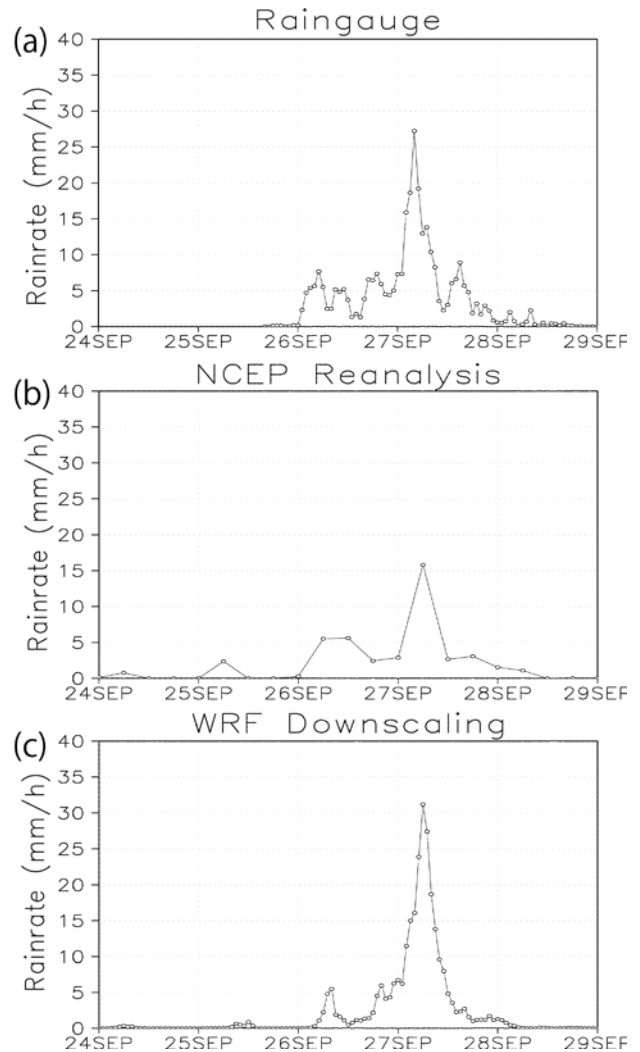 (a)
Raingauge
Rainrate (mm/h)
40
35
30
25
20
15
10
5
0
24SEP 25SEP 26SEP 27SEP 28SEP 29SEP
(b)
NCEP Reanalysis
Rainrate (mm/h)
40
35
30
25
20
15
10
5
0
24SEP 25SEP 26SEP 27SEP 28SEP 29SEP
(c)
WRF Downscaling
Rainrate (mm/h)
40
35
30
25
20
15
10
5
0
24SEP 25SEP 26SEP 27SEP 28SEP 29SEP